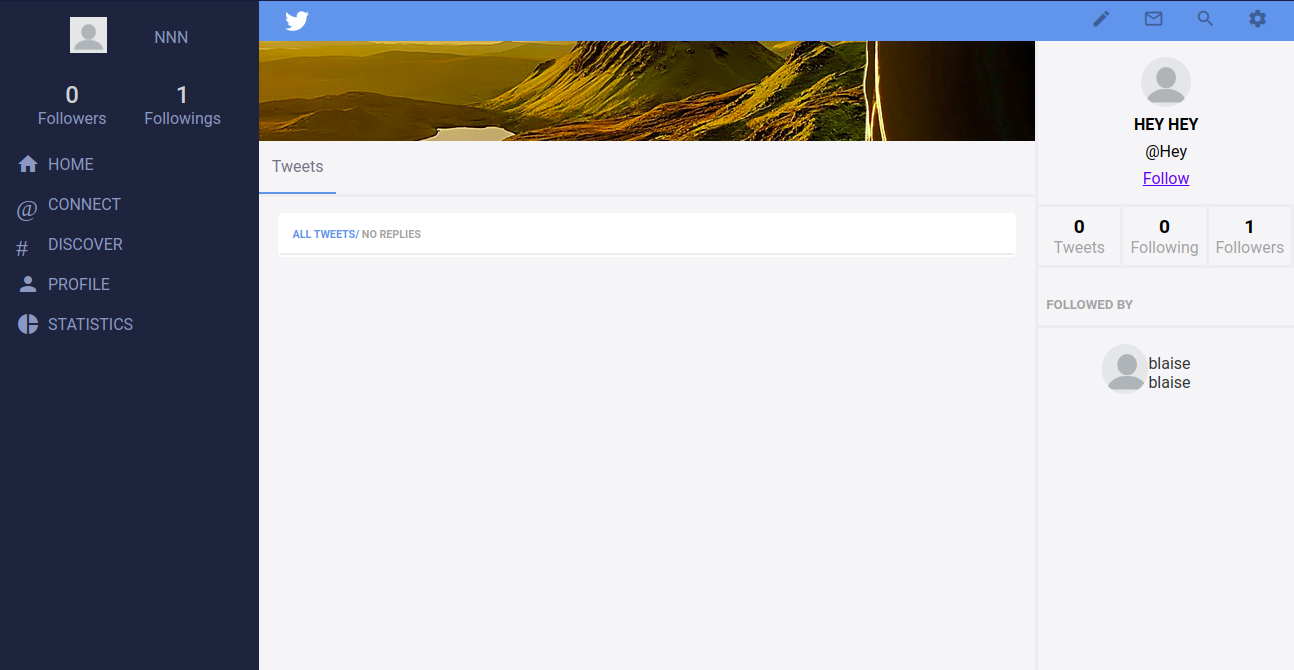 NNN
0
Followers
1
Followings
HOME
@ CONNECT
# DISCOVER
PROFILE
STATISTICS
Tweets
ALL TWEETS/ NO REPLIES
HEY HEY
@Hey
Follow
0
Tweets
0
Following
1
Followers
FOLLOWED BY
blaise
blaise